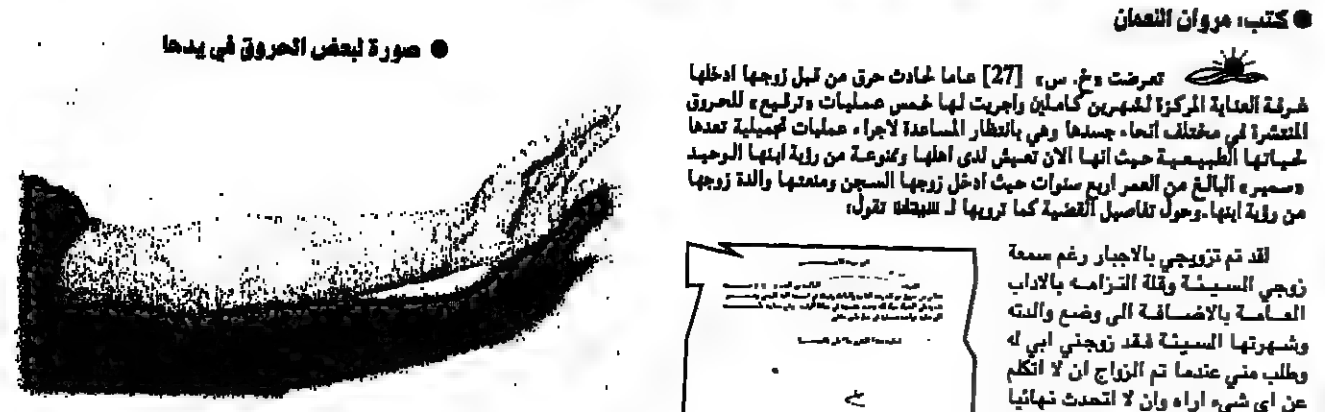 ● كتب، مروان النعمان
● صورة لبعض الحروق في يدها
تعرضت «خ. س» [27] عاما لحادث حرق من قبل زوجها ادخلها
غرفة العناية المركزة لشهرين كاملين واجريت لها خمس عمليات «ترقيع» للحروق
المنتشرة في مختلف انحاء جسدها وهي بانتظار المساعدة لاجراء عمليات تجميلية تعدها
لحياتها الطبيعية حيث انها الان تعيش لدى اهلها وممنوعة من رؤية ابنها الوحيد
«سمير» البالغ من العمر اربع سنوات حيث ادخل زوجها السجن ومنعتها والدة زوجها
من رؤية ابنها.وحول تفاصيل القضية كما ترويها لـ تقول،
لقد تم تزويجي بالاجبار رغم سمعة
زوجي السيئة وقلة التزامه بالاداب
العامة بالاضافة الى وضع والدته
وشهرتها السيئة فقد زوجني ابي له
وطلب مني عندما تم الزواج ان لا اتكلم
عن اي شيء اراه وان لا اتحدث نهائيا